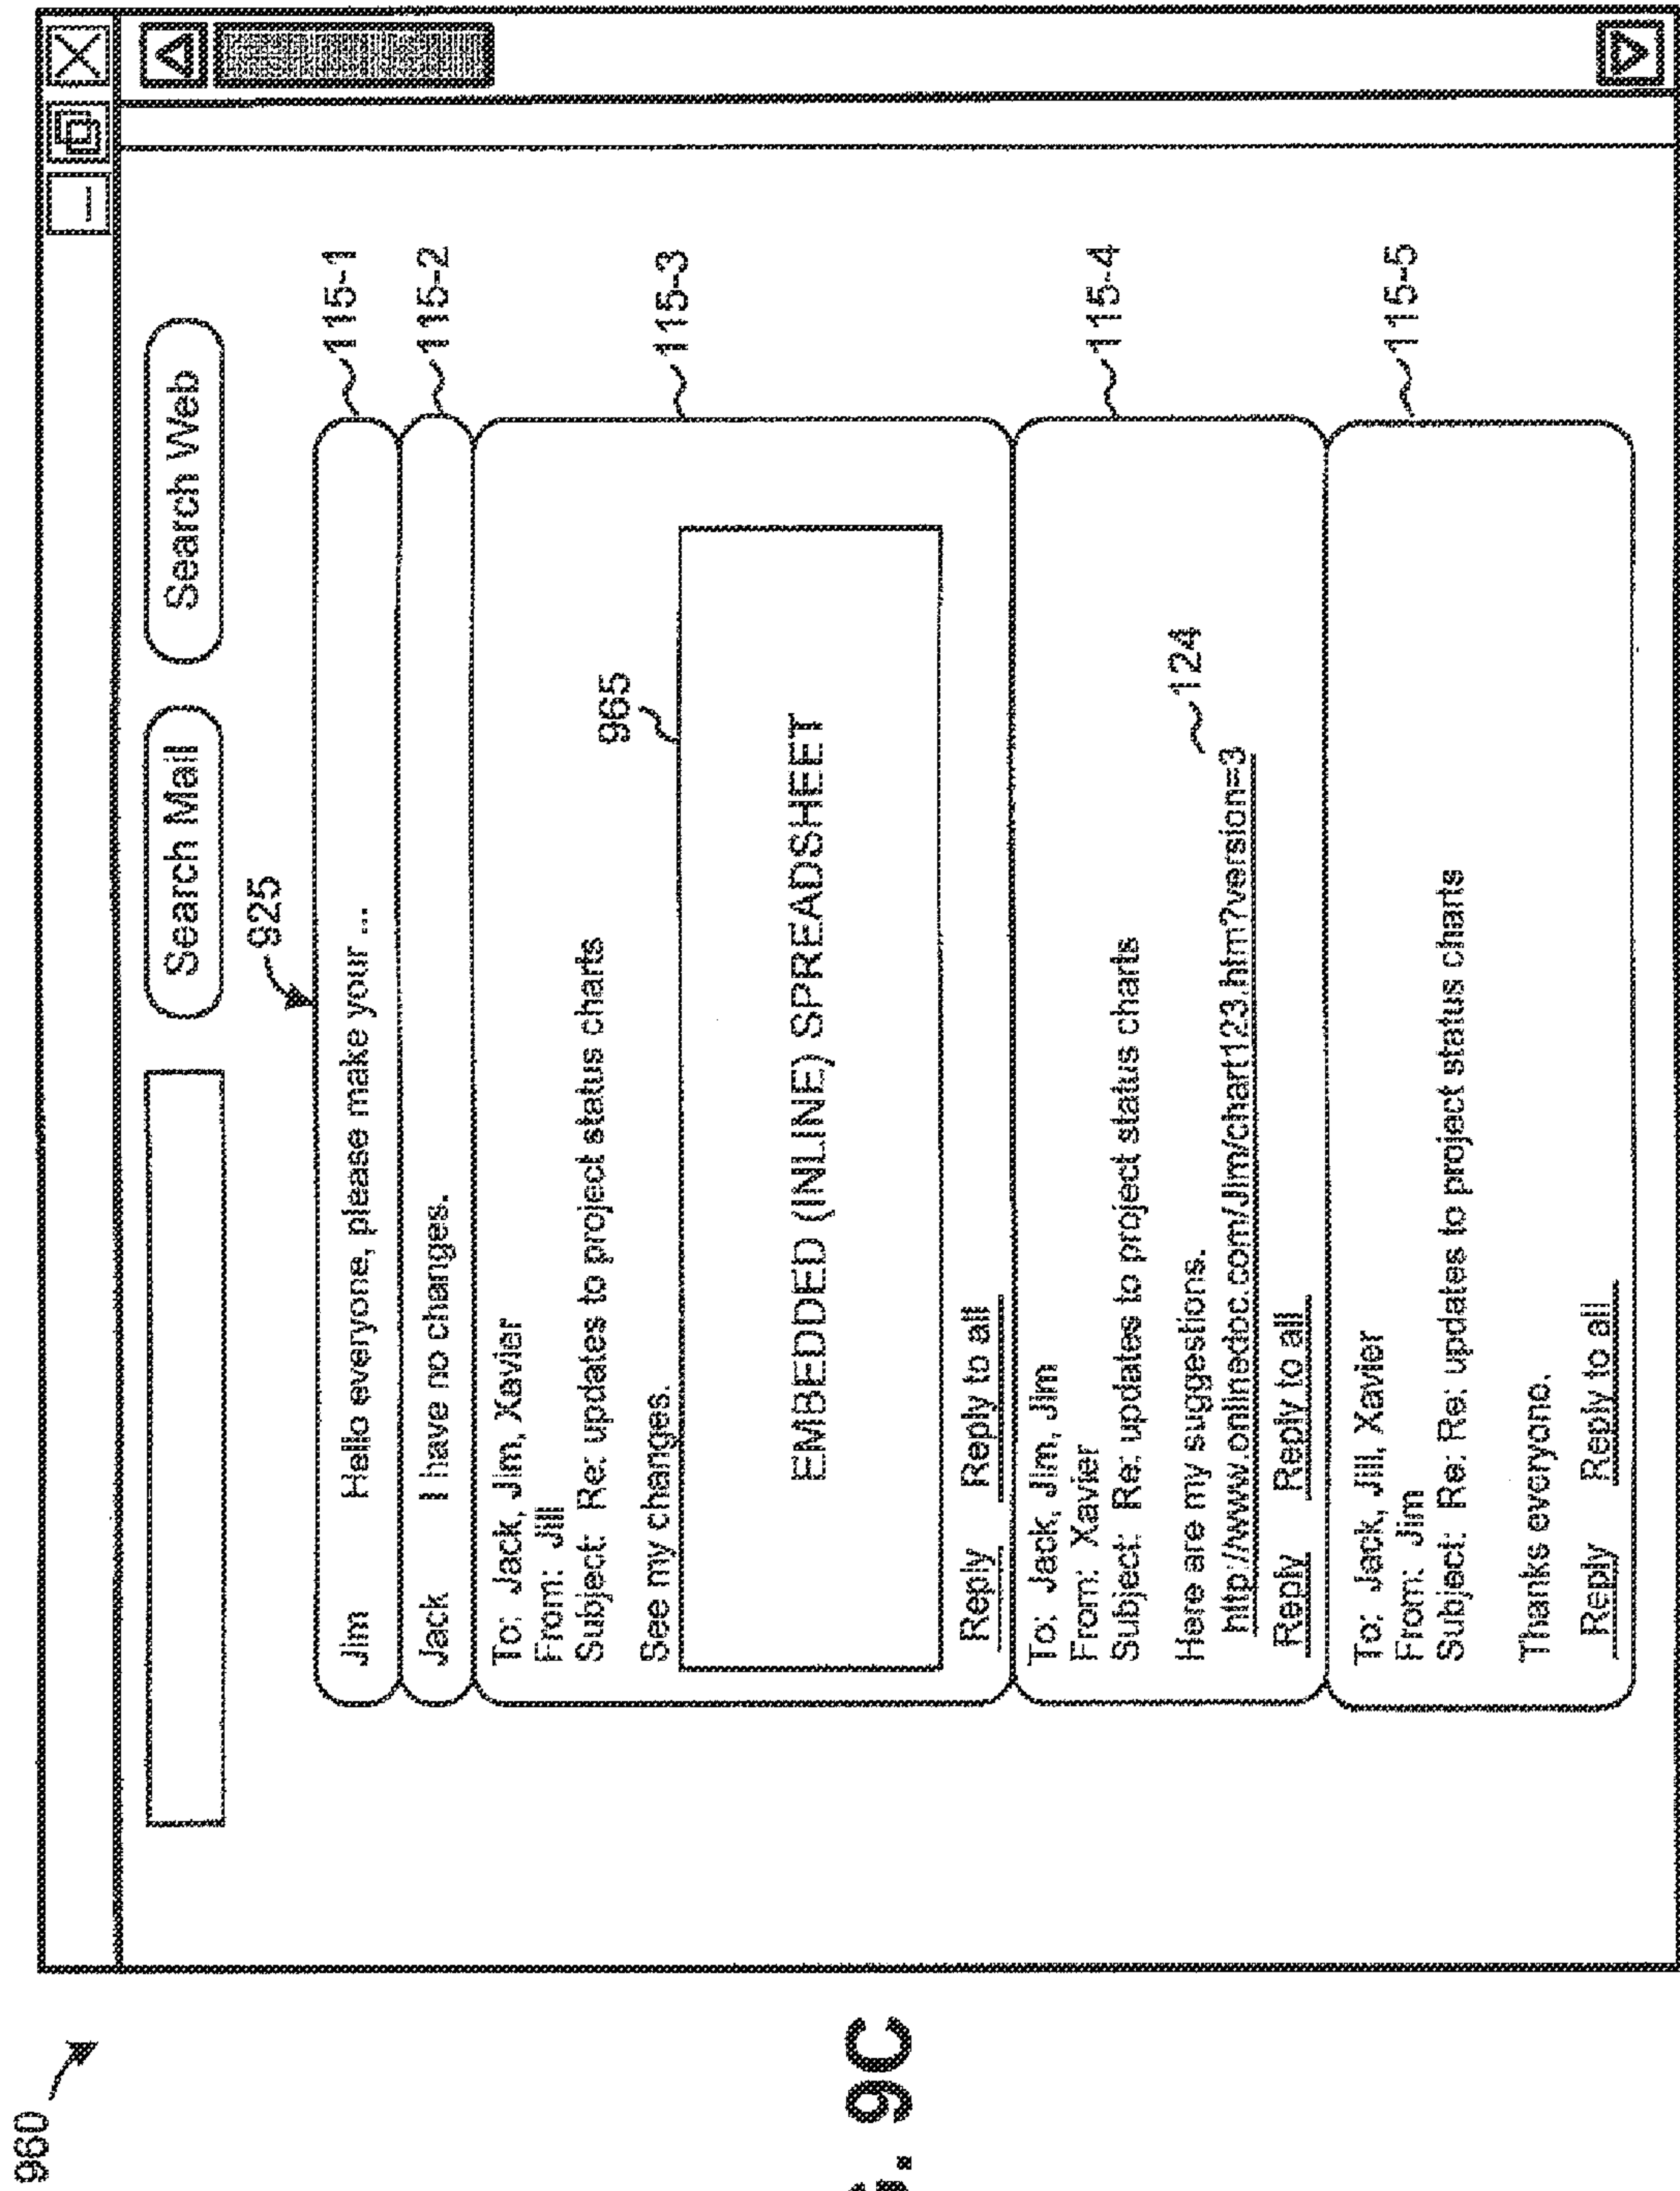 960
Search Mail
Search Web
925
Jim Hello everyone, please make your ...
115-1
Jack I have no changes.
115-2
To: Jack, Jim, Xavier
From: Jill
Subject: Re: updates to project status charts
115-3
See my changes.
965
EMBEDDED (INLINE) SPREADSHEET
Reply Reply to all
To: Jack, Jim, Jim
From: Xavier
Subject: Re: updates to project status charts
115-4
Here are my suggestions.
124
http://www.onlinedoc.com/Jim/chart123.htm?version=3
Reply Reply to all
To: Jack, Jill, Xavier
From: Jim
Subject: Re: Re: updates to project status charts
115-5
Thanks everyone.
Reply Reply to all
9C